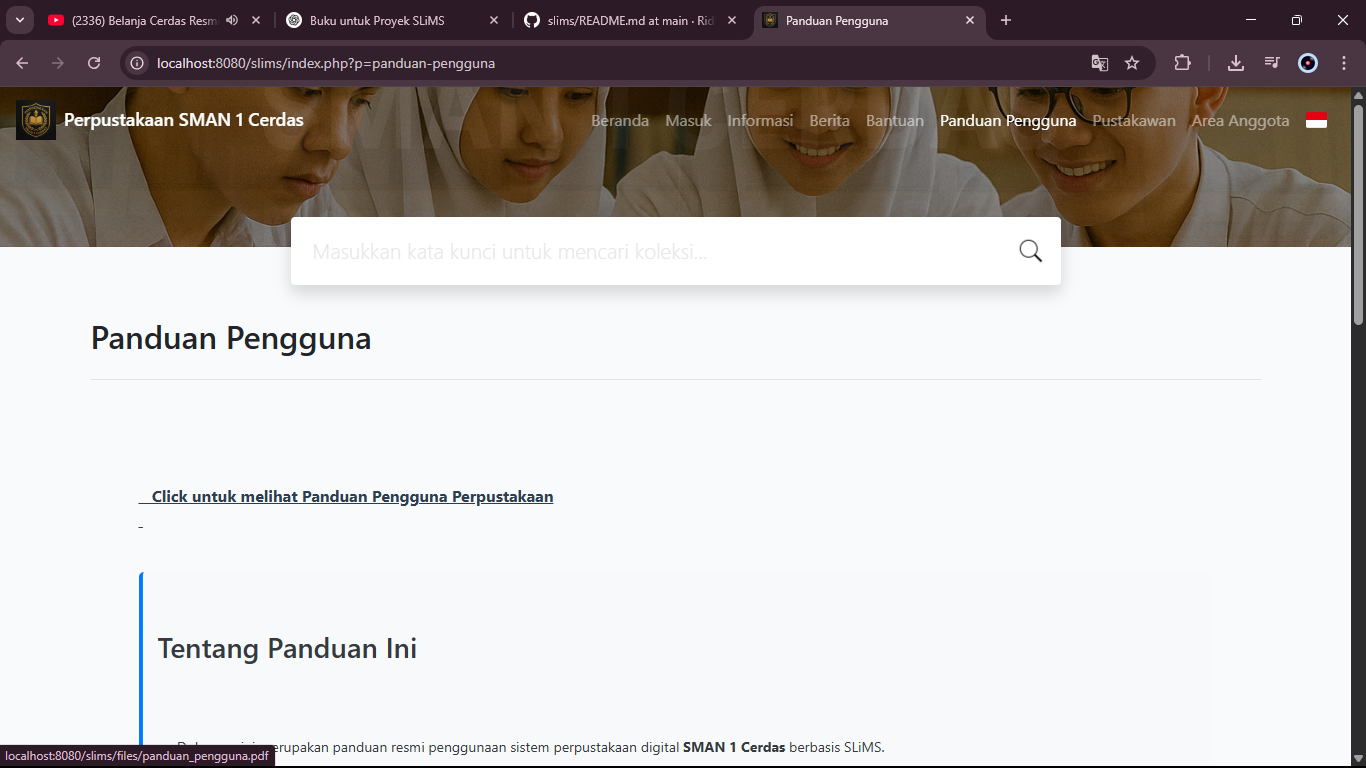 (2336) Belanja Cerdas Resm
Buku untuk Proyek SLiMS
slims/README.md at main · Rid
Panduan Pengguna
localhost:8080/slims/index.php?p=panduan-pengguna
Perpustakaan SMAN 1 Cerdas
Beranda Masuk Informasi Berita Bantuan Panduan Pengguna Pustakawan Area Anggota
Masukkan kata kunci untuk mencari koleksi...
Panduan Pengguna
Click untuk melihat Panduan Pengguna Perpustakaan
Tentang Panduan Ini
erupakan panduan resmi penggunaan sistem perpustakaan digital SMAN 1 Cerdas berbasis SLiMS.
localhost:8080/slims/files/panduan_pengguna.pdf